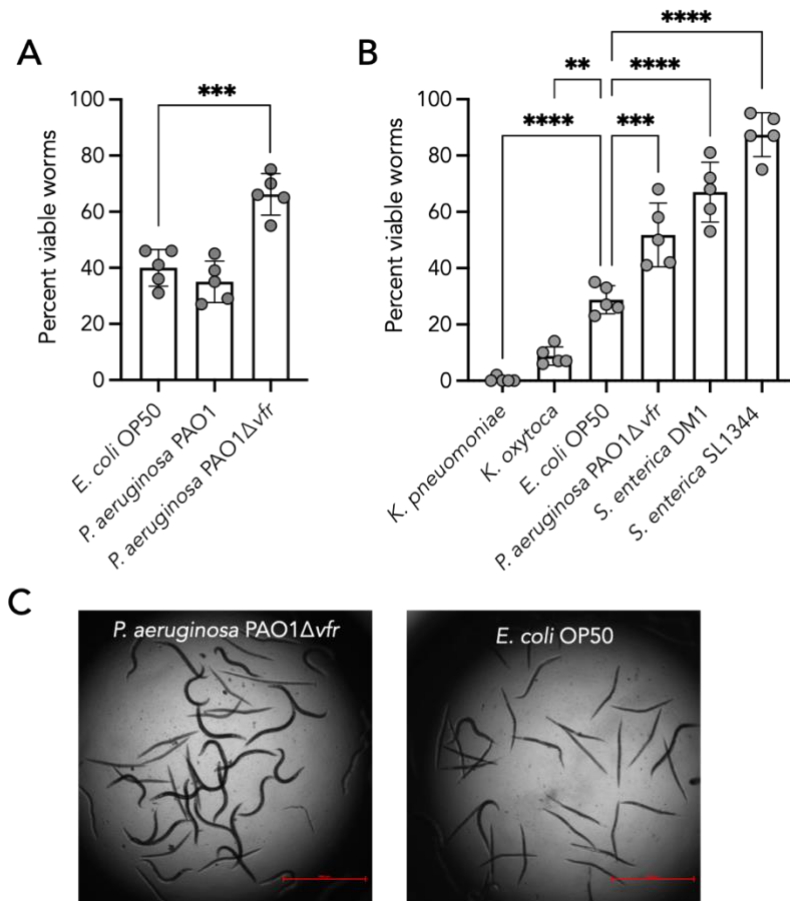 A
Percent viable worms
100
80
60
40
20
0
***
E. coli OP50
P. aeruginosa PAO1
P. aeruginosa PAO1Δvfr
B
Percent viable worms
100
80
60
40
20
0
****
** ****
**** ***
K. pneuomoniae
K. oxytoca
E. coli OP50
P. aeruginosa PAO1Δvfr
S. enterica DM1
S. enterica SL1344
C
P. aeruginosa PAO1Δvfr
E. coli OP50